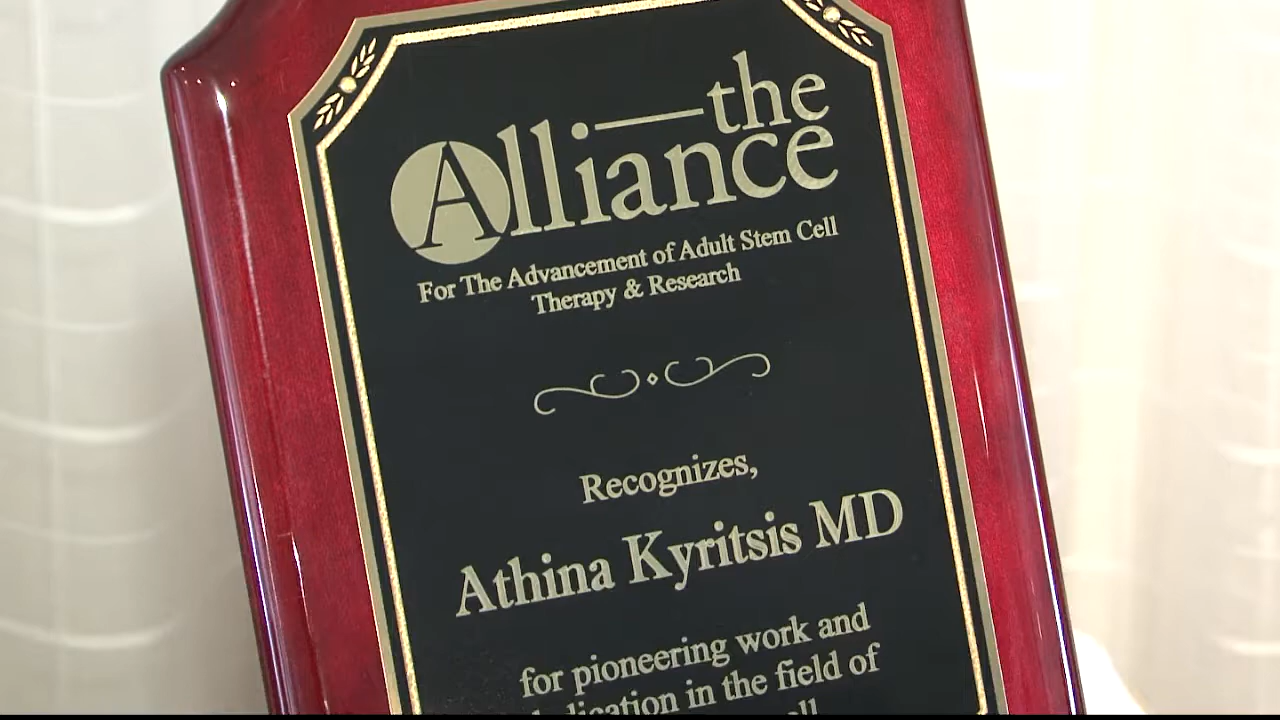 the
Alliance
For The Advancement of Adult Stem Cell
Therapy & Research
Recognizes,
Athina Kyritsis MD
for pioneering work and
in the field of